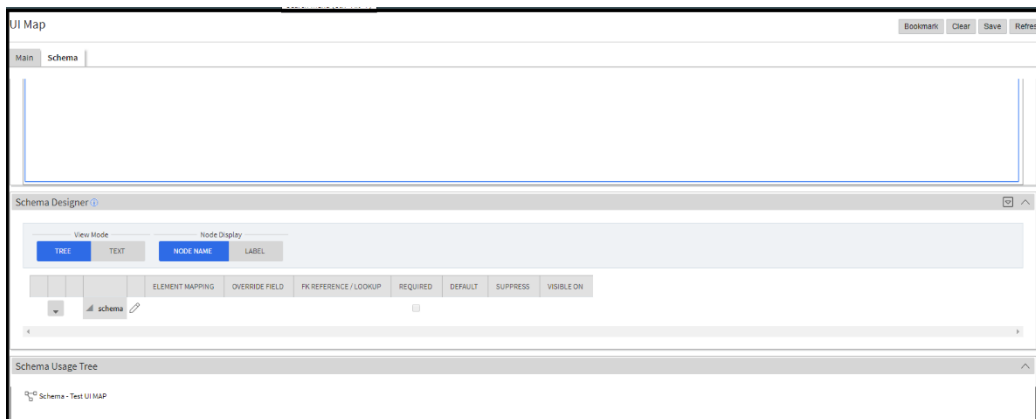 UI Map
Bookmark Clear Save Refres
Main Schema
Schema Designer
View Mode Node Display
TREE TEXT NODE NAME LABEL
ELEMENT MAPPING OVERRIDE FIELD FK REFERENCE / LOOKUP REQUIRED DEFAULT SUPPRESS VISIBLE ON
schema
Schema Usage Tree
Schema - Test UI MAP